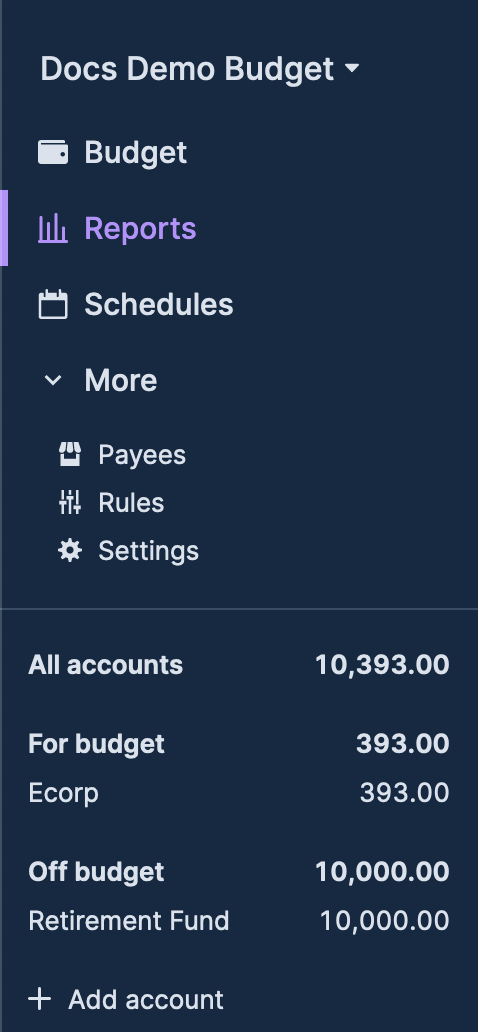 Docs Demo Budget
Budget
Reports
Schedules
More
Payees
Rules
Settings
All accounts 10,393.00
For budget 393.00
Ecorp 393.00
Off budget 10,000.00
Retirement Fund 10,000.00
+ Add account